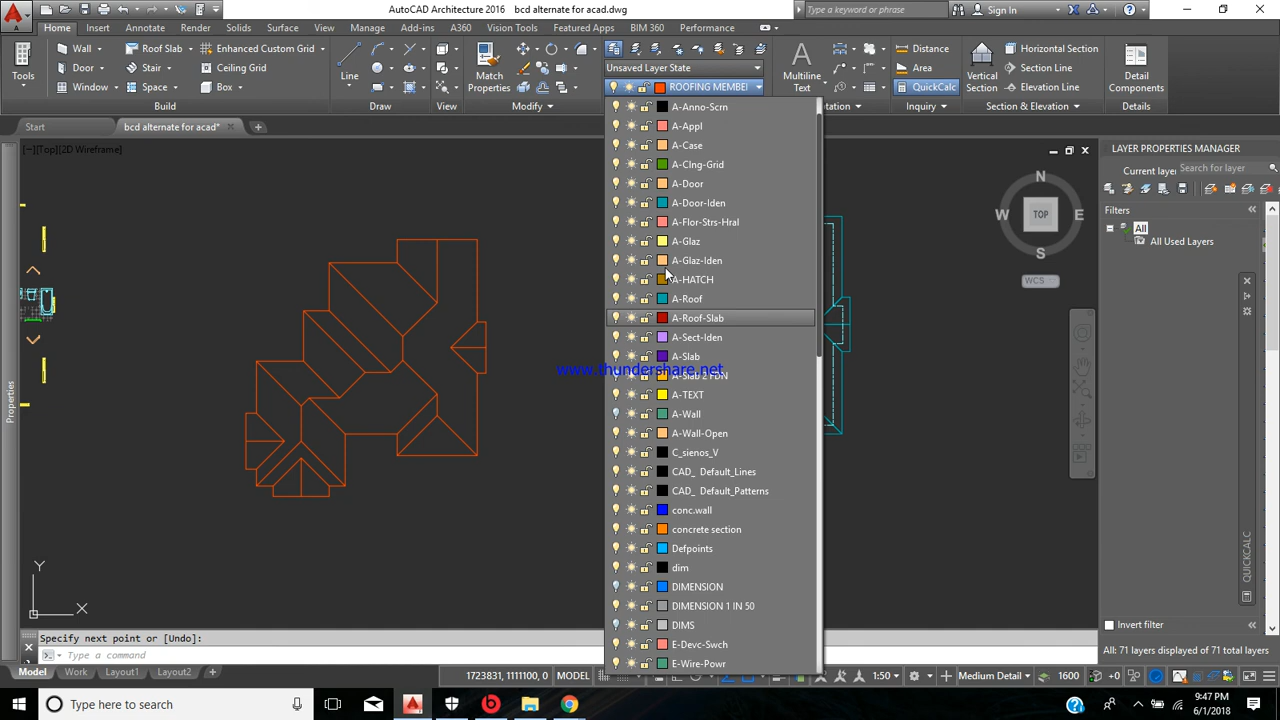 AutoCAD Architecture 2016   bcd alternate for acad.dwg
Type a keyword or phrase
Sign In
Home Insert Annotate Render Solids Surface Manage Add-ins A360 Vision Tools Featured Apps BIM 360 Performance
Tools
Wall
Door
Window
Roof Slab
Stair
Space
Enhanced Custom Grid
Ceiling Grid
Box
Build
Line
Draw
Match
Properties
Modify
Unsaved Layer State
ROOFING MEMBE
Multiline
Text
Distance
Area
QuickCalc
Inquiry
Vertical
Section
Horizontal Section
Section Line
Elevation Line
Section & Elevation
Detail
Components
Details
Start
bcd alternate for acad*
[−][Top][2D Wireframe]
A-Anno-Scrn
A-Appl
A-Case
A-Clng-Grid
A-Door
A-Door-Iden
A-Flor-Strs-Hral
A-Glaz
A-Glaz-Iden
A-HATCH
A-Roof
A-Roof-Slab
A-Sect-Iden
A-Slab
www.thundershare.net
A-Slab 2 FDN
A-TEXT
A-Wall
A-Wall-Open
C_sienos_V
CAD_ Default_Lines
CAD_ Default_Patterns
conc.wall
concrete section
Defpoints
dim
DIMENSION
DIMENSION 1 IN 50
DIMS
E-Devc-Swch
E-Wire-Powr
N
W TOP E
S
WCS
LAYER PROPERTIES MANAGER
Current layer
Search for layer
Filters
All
All Used Layers
QUICKCALC
Invert filter
All: 71 layers displayed of 71 total layers
Properties
Y
X
Specify next point or [Undo]:
Type a command
Model Work Layout1 Layout2
1723831, 1111100, 0 MODEL
1:50
Medium Detail
1600
Type here to search
9:47 PM
6/1/2018